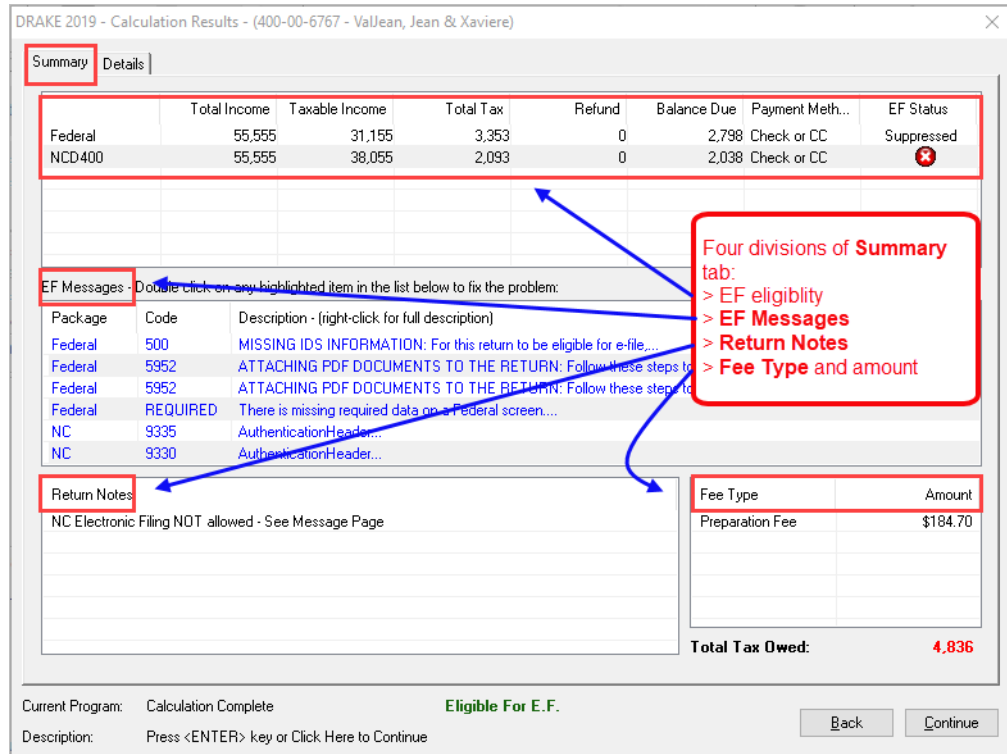 DRAKE 2019 - Calculation Results - (400-00-6767 - ValJean, Jean & Xaviere)
Summary Details
Total Income Taxable Income Total Tax Refund Balance Due Payment Meth... EF Status
Federal 55,555 31,155 3,353 0 2,798 Check or CC Suppressed
NCD400 55,555 38,055 2,093 0 2,038 Check or CC
Four divisions of Summary
tab:
> EF eligiblity
> EF Messages
> Return Notes
> Fee Type and amount
EF Messages - Double click on any highlighted item in the list below to fix the problem:
Package Code Description - (right-click for full description)
Federal 500 MISSING IDS INFORMATION: For this return to be eligible for e-file,...
Federal 5952 ATTACHING PDF DOCUMENTS TO THE RETURN: Follow these steps to
Federal 5952 ATTACHING PDF DOCUMENTS TO THE RETURN: Follow these steps to
Federal REQUIRED There is missing required data on a Federal screen....
NC 9335 AuthenticationHeader...
NC 9330 AuthenticationHeader...
Return Notes
NC Electronic Filing NOT allowed - See Message Page
Fee Type Amount
Preparation Fee $184.70
Total Tax Owed: 4,836
Current Program: Calculation Complete Eligible For E.F.
Description: Press <ENTER> key or Click Here to Continue
Back Continue